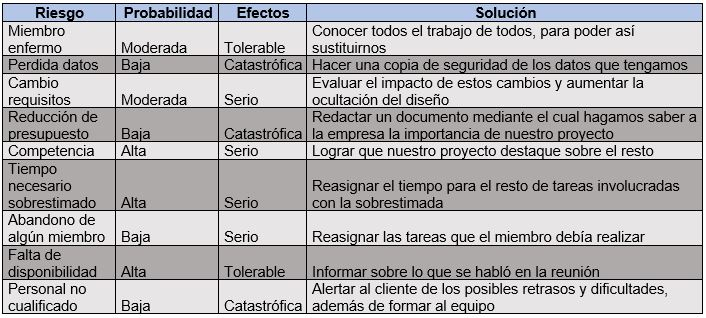 Riesgo Probabilidad Efectos Solución
Miembro enfermo Moderada Tolerable Conocer todos el trabajo de todos, para poder así sustituirnos
Perdida datos Baja Catastrófica Hacer una copia de seguridad de los datos que tengamos
Cambio requisitos Moderada Serio Evaluar el impacto de estos cambios y aumentar la ocultación del diseño
Reducción de presupuesto Baja Catastrófica Redactar un documento mediante el cual hagamos saber a la empresa la importancia de nuestro proyecto
Competencia Alta Serio Lograr que nuestro proyecto destaque sobre el resto
Tiempo necesario sobrestimado Alta Serio Reasignar el tiempo para el resto de tareas involucradas con la sobrestimada
Abandono de algún miembro Baja Serio Reasignar las tareas que el miembro debía realizar
Falta de disponibilidad Alta Tolerable Informar sobre lo que se habló en la reunión
Personal no cualificado Baja Catastrófica Alertar al cliente de los posibles retrasos y dificultades, además de formar al equipo